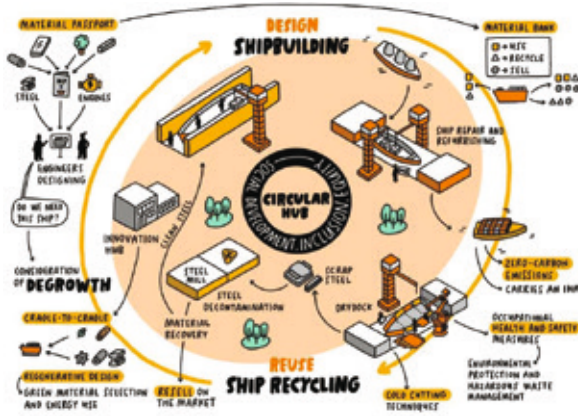 MATERIAL PASSPORT
STEEL
ENGINES
ENGINEERS
DESIGNING
DO WE NEED
THIS SHIP?
CONSIDERATION
OF DEGROWTH
CRADLE-TO-CRADLE
REGENERATIVE DESIGN
GREEN MATERIAL SELECTION
AND ENERGY USE
DESIGN
SHIPBUILDING
MATERIAL BANK
→ USE
→ RECYCLE
→ SELL
SHIP REPAIR AND
REFURBISHING
CIRCULAR
HUB
SOCIAL DEVELOPMENT, INCLUSION EQUITY
INNOVATION
HUB
CLEAN STEEL
STEEL
MILL
STEEL
DECONTAMINATION
SCRAP
STEEL
MATERIAL
RECOVERY
DRYDOCK
ZERO-CARBON
EMISSIONS
CARRIES AN
OCCUPATIONAL
HEALTH AND SAFETY
MEASURES
ENVIRONMENTAL
PROTECTION AND
HAZARDOUS WASTE
MANAGEMENT
COLD CUTTING
TECHNIQUES
RESELL ON
THE MARKET
REUSE
SHIP RECYCLING